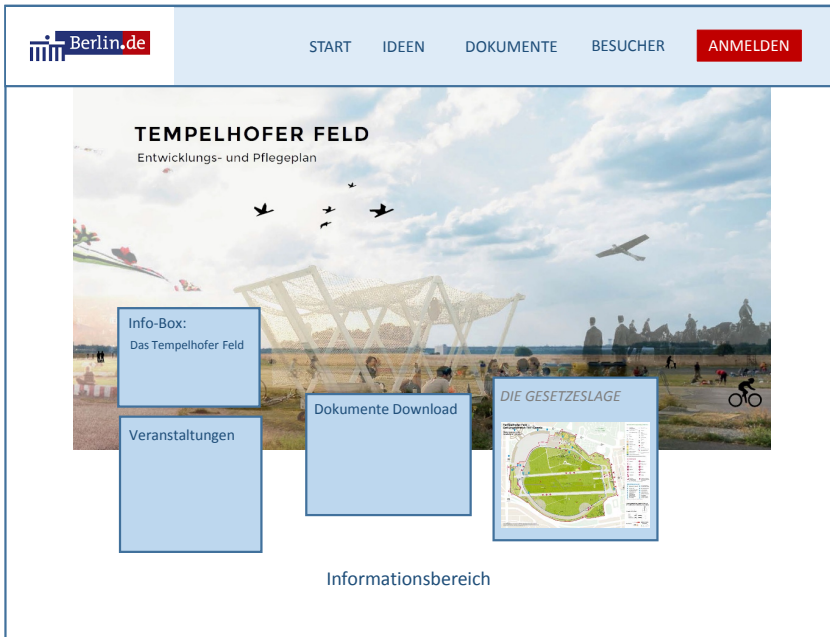 Berlin.de
START IDEEN DOKUMENTE BESUCHER ANMELDEN
TEMPELHOFER FELD
Entwicklungs- und Pflegeplan
Info-Box:
Das Tempelhofer Feld
Veranstaltungen
Dokumente Download
DIE GESETZESLAGE
Informationsbereich